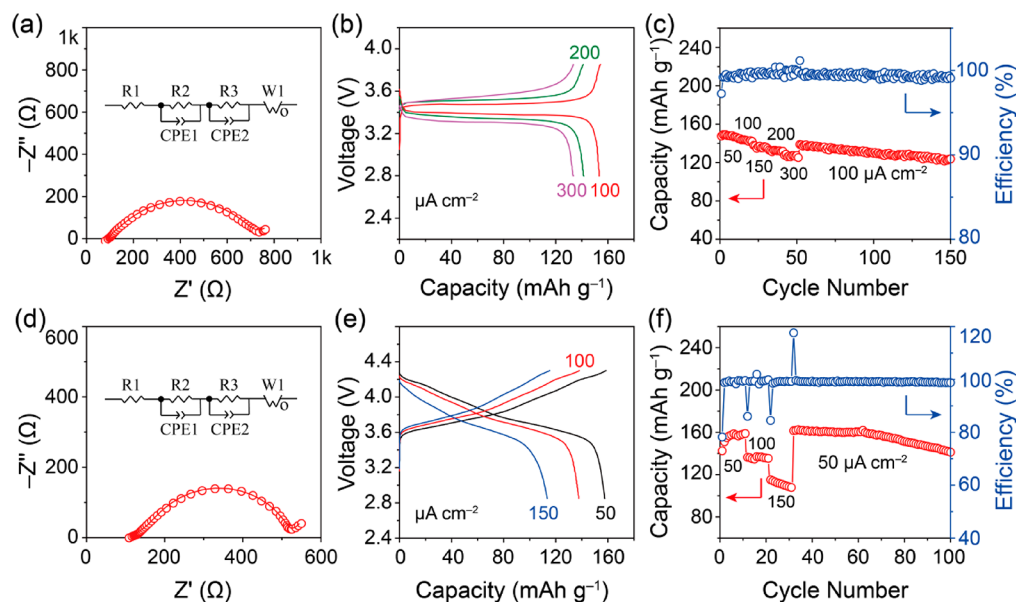 (a)
1k
800
600
400
200
0
–Z″ (Ω)
R1 R2 R3 W1
CPE1 CPE2
0 200 400 600 800 1k
Z' (Ω)
(b)
4.0
3.6
3.2
2.8
2.4
Voltage (V)
200
300
100
μA cm⁻²
0 40 80 120 160
Capacity (mAh g⁻¹)
(c)
240
200
160
120
80
40
Capacity (mAh g⁻¹)
100
200
50
150
300
100 μA cm⁻²
100
90
80
Efficiency (%)
0 50 100 150
Cycle Number
(d)
600
400
200
0
–Z″ (Ω)
R1 R2 R3 W1
CPE1 CPE2
0 200 400 600
Z' (Ω)
(e)
4.8
4.2
3.6
3.0
2.4
Voltage (V)
100
150
50
μA cm⁻²
0 40 80 120 160
Capacity (mAh g⁻¹)
(f)
240
200
160
120
80
Capacity (mAh g⁻¹)
50
100
150
50 μA cm⁻²
120
100
80
60
40
Efficiency (%)
0 20 40 60 80 100
Cycle Number